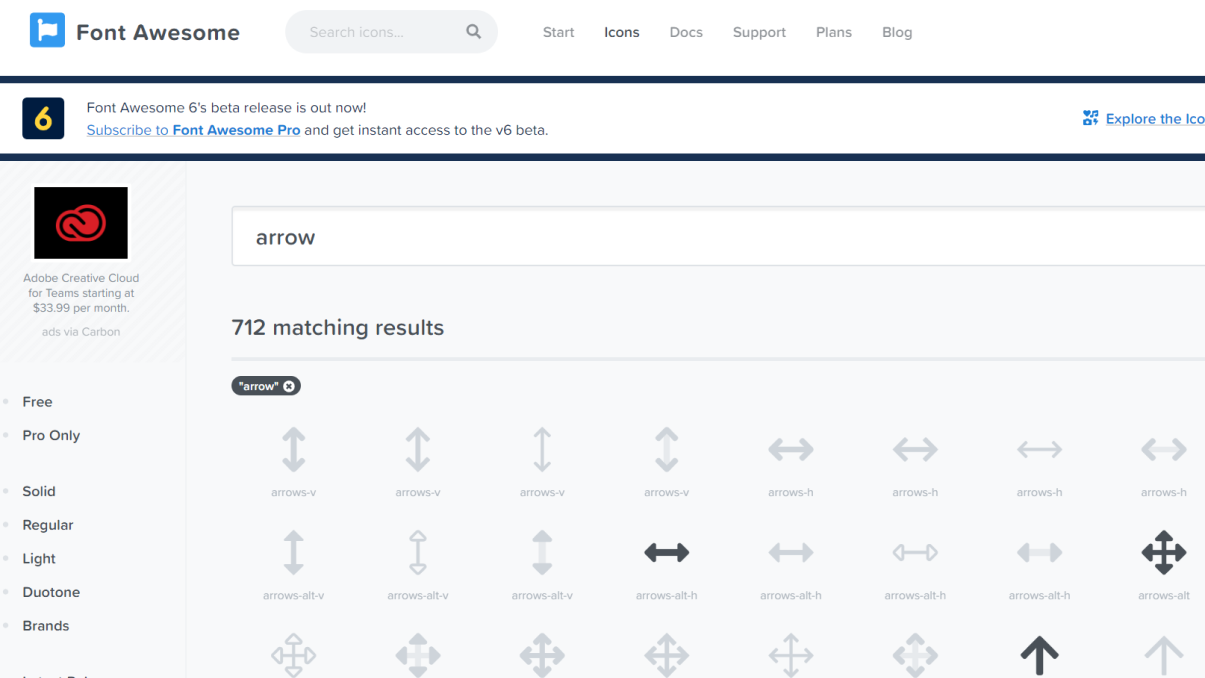 Font Awesome
Search icons...
Start
Icons
Docs
Support
Plans
Blog
6
Font Awesome 6's beta release is out now!
Subscribe to Font Awesome Pro and get instant access to the v6 beta.
Explore the Ico
Adobe Creative Cloud
for Teams starting at
$33.99 per month.
ads via Carbon
Free
Pro Only
Solid
Regular
Light
Duotone
Brands
arrow
712 matching results
"arrow"
arrows-v
arrows-v
arrows-v
arrows-v
arrows-h
arrows-h
arrows-h
arrows-h
arrows-alt-v
arrows-alt-v
arrows-alt-v
arrows-alt-h
arrows-alt-h
arrows-alt-h
arrows-alt-h
arrows-alt